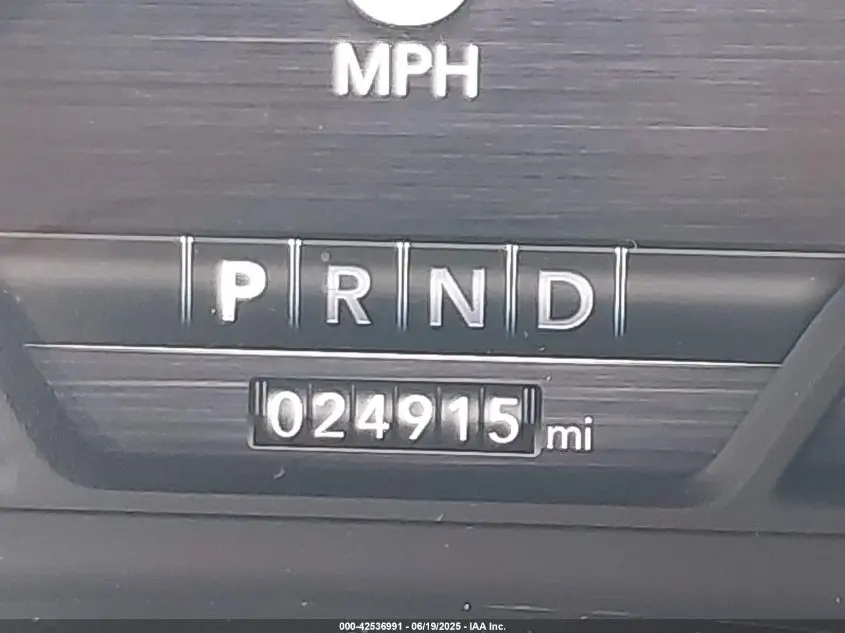 MPH
P R N D
024915 mi
000-42536991 - 06/19/2025 - IAA Inc.